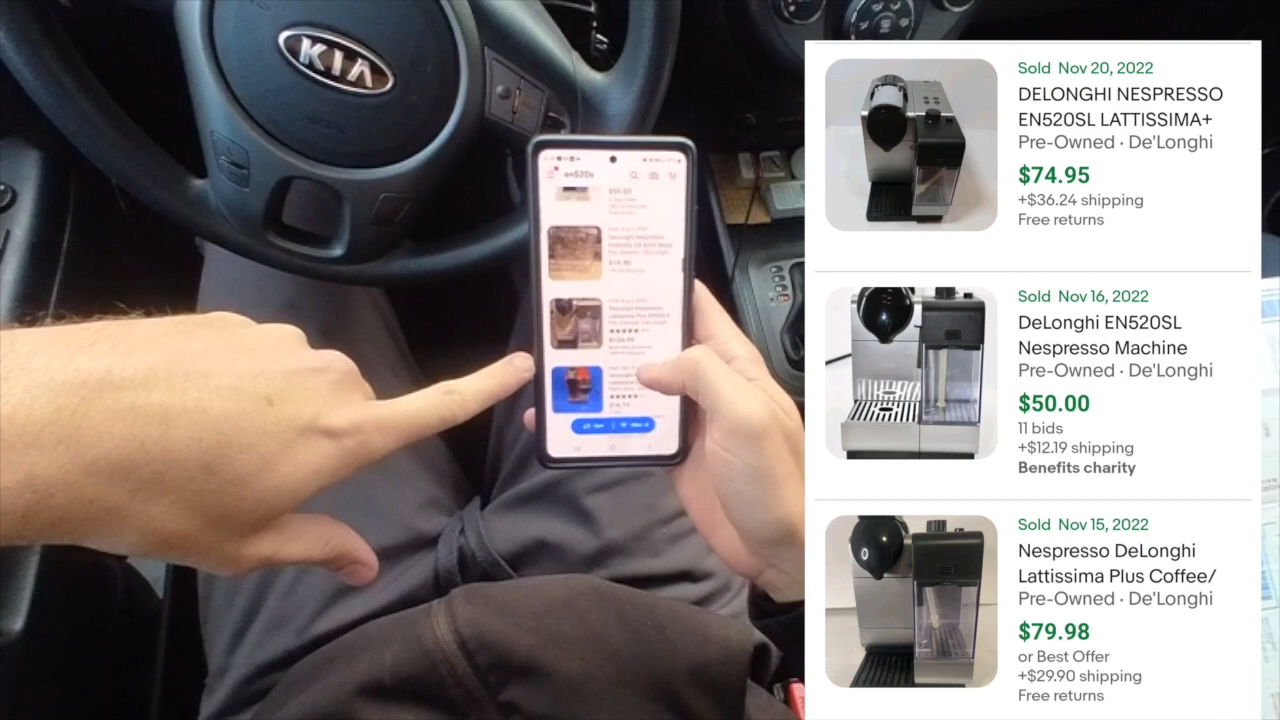 KIA
en520s
Sold Nov 20, 2022
DELONGHI NESPRESSO
EN520SL LATTISSIMA+
Pre-Owned · De'Longhi
$74.95
+$36.24 shipping
Free returns
Sold Nov 16, 2022
DeLonghi EN520SL
Nespresso Machine
Pre-Owned · De'Longhi
$50.00
11 bids
+$12.19 shipping
Benefits charity
Sold Nov 15, 2022
Nespresso DeLonghi
Lattissima Plus Coffee/
Pre-Owned · De'Longhi
$79.98
or Best Offer
+$29.90 shipping
Free returns